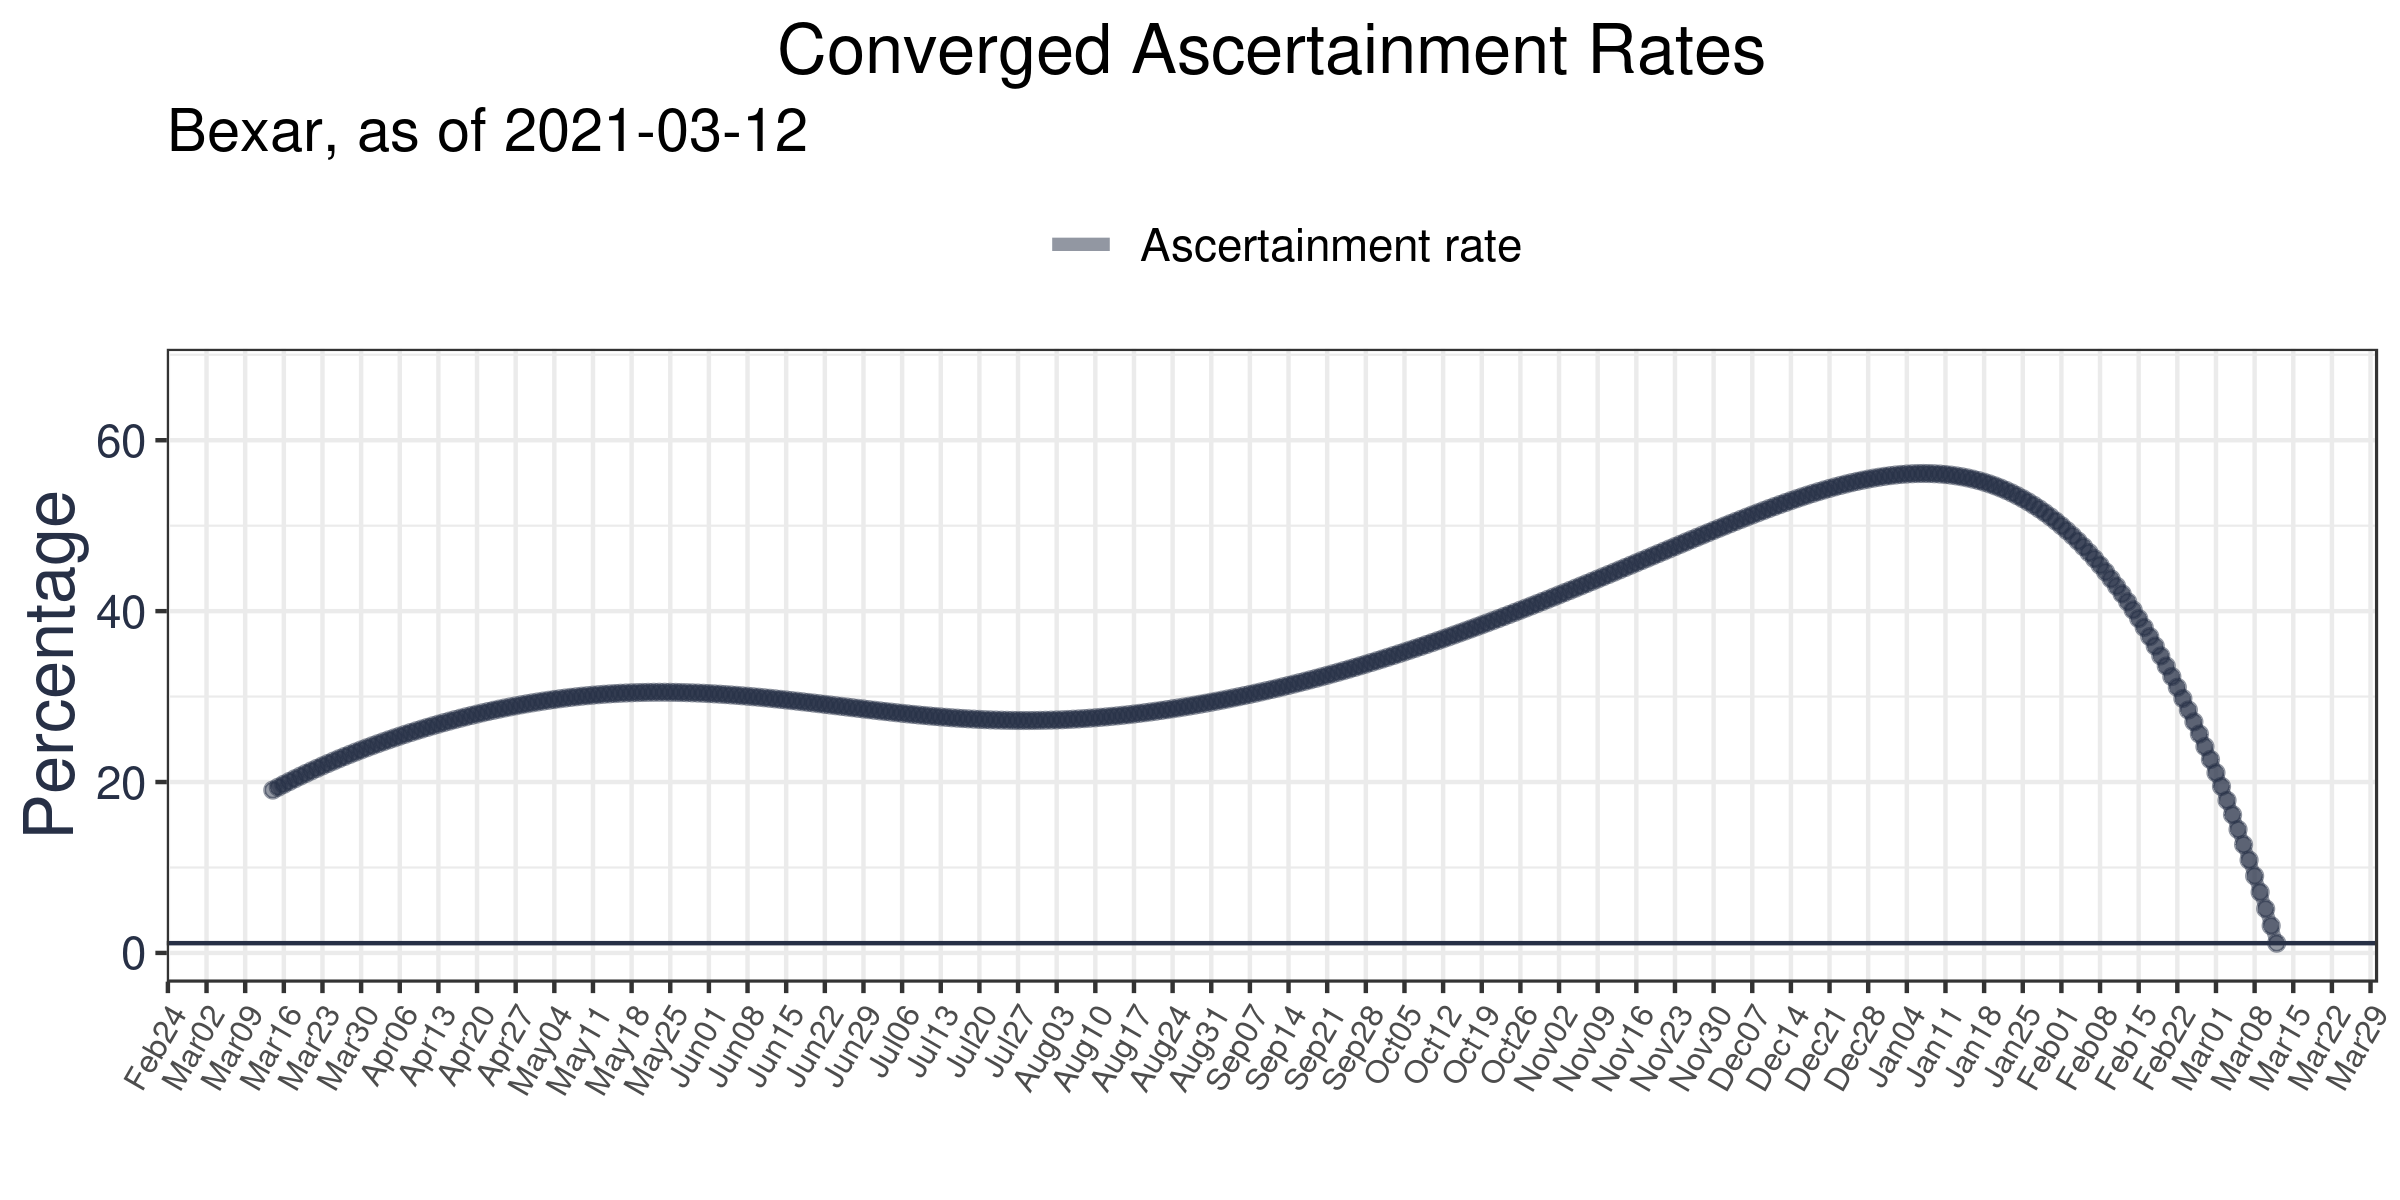 Converged Ascertainment Rates
Bexar, as of 2021-03-12
Ascertainment rate
Percentage
60
40
20
0
Feb24 Mar02 Mar09 Mar16 Mar23 Mar30 Apr06 Apr13 Apr20 Apr27 May04 May11 May18 May25 Jun01 Jun08 Jun15 Jun22 Jun29 Jul06 Jul13 Jul20 Jul27 Aug03 Aug10 Aug17 Aug24 Aug31 Sep07 Sep14 Sep21 Sep28 Oct05 Oct12 Oct19 Oct26 Nov02 Nov09 Nov16 Nov23 Nov30 Dec07 Dec14 Dec21 Dec28 Jan04 Jan11 Jan18 Jan25 Feb01 Feb08 Feb15 Feb22 Mar01 Mar08 Mar15 Mar22 Mar29